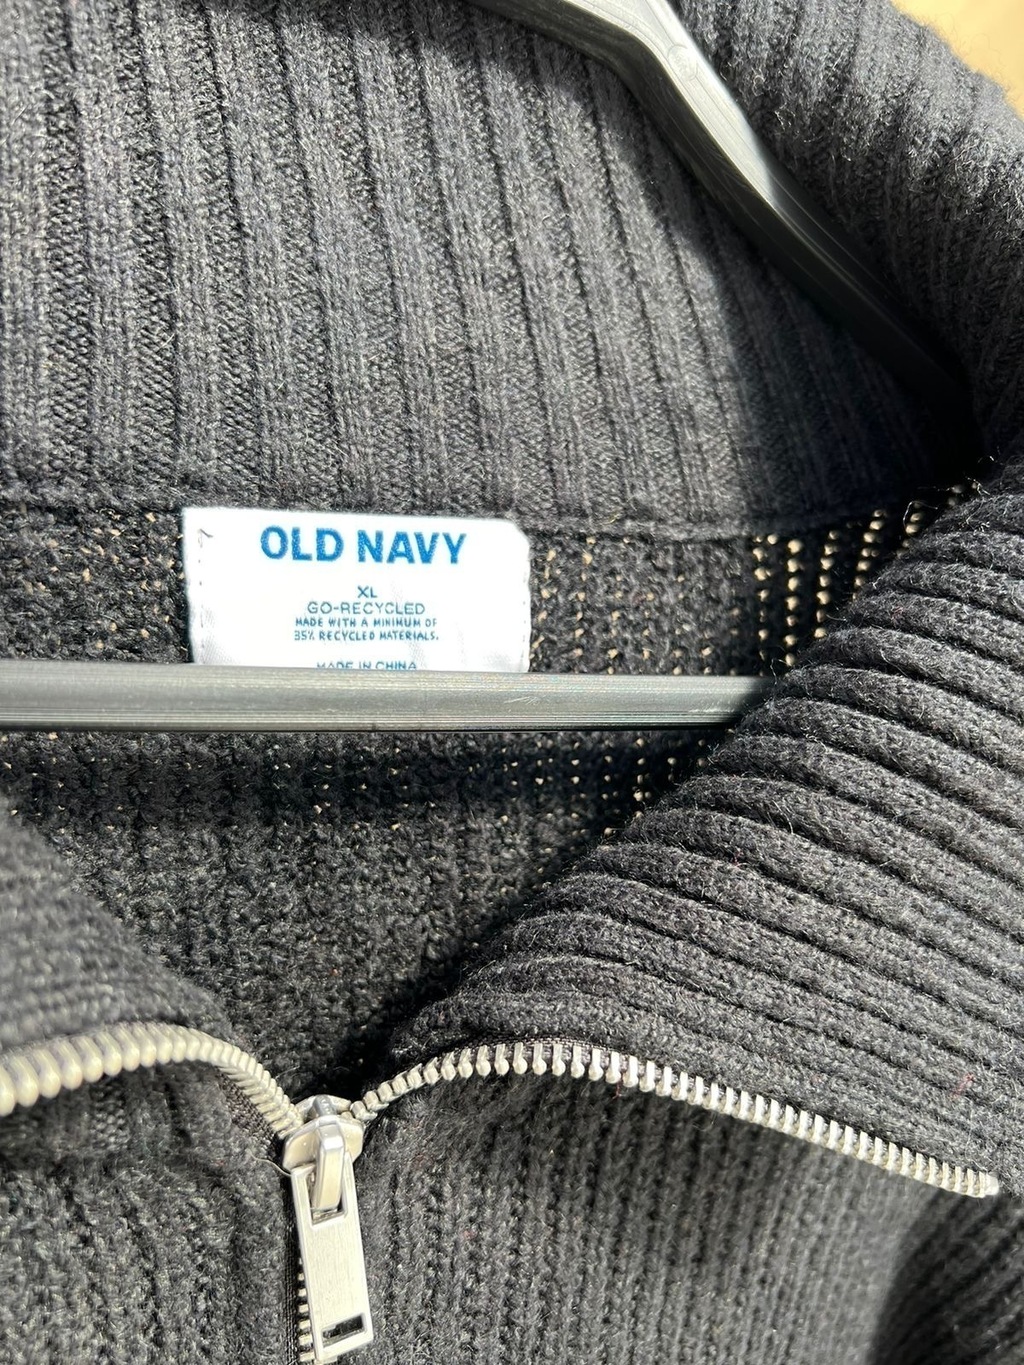 OLD NAVY
XL
GO-RECYCLED
MADE WITH A MINIMUM OF
35% RECYCLED MATERIALS.
MADE IN CHINA